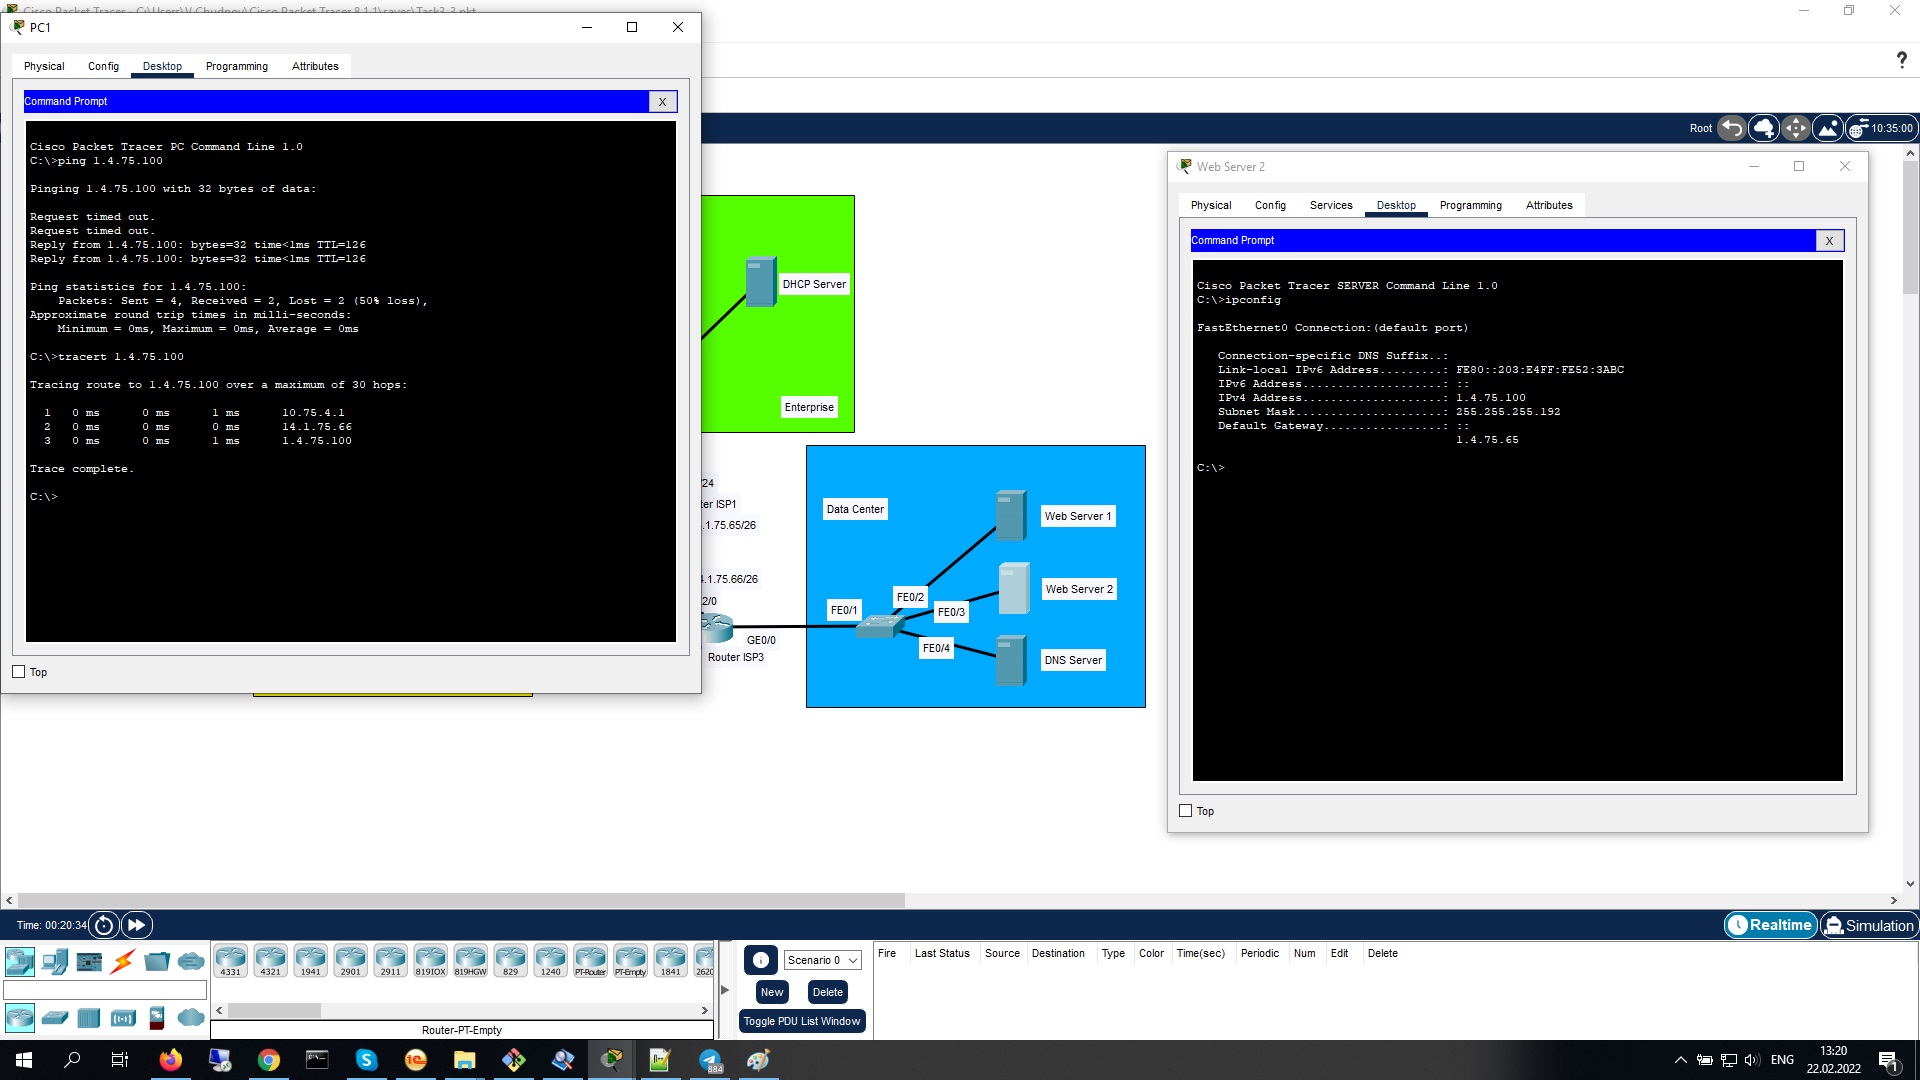 Cisco Packet Tracer - C:\Users\V.Chudnov\Cisco Packet Tracer 8.1.1\saves\Task3_3.pkt
PC1
Physical Config Desktop Programming Attributes
Command Prompt X
Cisco Packet Tracer PC Command Line 1.0
C:\>ping 1.4.75.100
Pinging 1.4.75.100 with 32 bytes of data:
Request timed out.
Request timed out.
Reply from 1.4.75.100: bytes=32 time<1ms TTL=126
Reply from 1.4.75.100: bytes=32 time<1ms TTL=126
Ping statistics for 1.4.75.100:
Packets: Sent = 4, Received = 2, Lost = 2 (50% loss),
Approximate round trip times in milli-seconds:
Minimum = 0ms, Maximum = 0ms, Average = 0ms
C:\>tracert 1.4.75.100
Tracing route to 1.4.75.100 over a maximum of 30 hops:
1 0 ms 0 ms 1 ms 10.75.4.1
2 0 ms 0 ms 0 ms 14.1.75.66
3 0 ms 0 ms 1 ms 1.4.75.100
Trace complete.
C:\>
Top
?
Root 10:35:00
DHCP Server
Enterprise
/24
ter ISP1
.1.75.65/26
4.1.75.66/26
2/0
GE0/0
Router ISP3
Data Center
Web Server 1
Web Server 2
DNS Server
FE0/1
FE0/2
FE0/3
FE0/4
Web Server 2
Physical Config Services Desktop Programming Attributes
Command Prompt X
Cisco Packet Tracer SERVER Command Line 1.0
C:\>ipconfig
FastEthernet0 Connection:(default port)
Connection-specific DNS Suffix..:
Link-local IPv6 Address.........: FE80::203:E4FF:FE52:3ABC
IPv6 Address....................: ::
IPv4 Address....................: 1.4.75.100
Subnet Mask.....................: 255.255.255.192
Default Gateway.................: ::
1.4.75.65
C:\>
Top
Time: 00:20:34
Realtime Simulation
4331 4321 1941 2901 2911 819IOX 819HGW 829 1240 PT-Router PT-Empty 1841 2620
Router-PT-Empty
Scenario 0
New Delete
Toggle PDU List Window
Fire Last Status Source Destination Type Color Time(sec) Periodic Num Edit Delete
884
ENG
13:20
22.02.2022
1